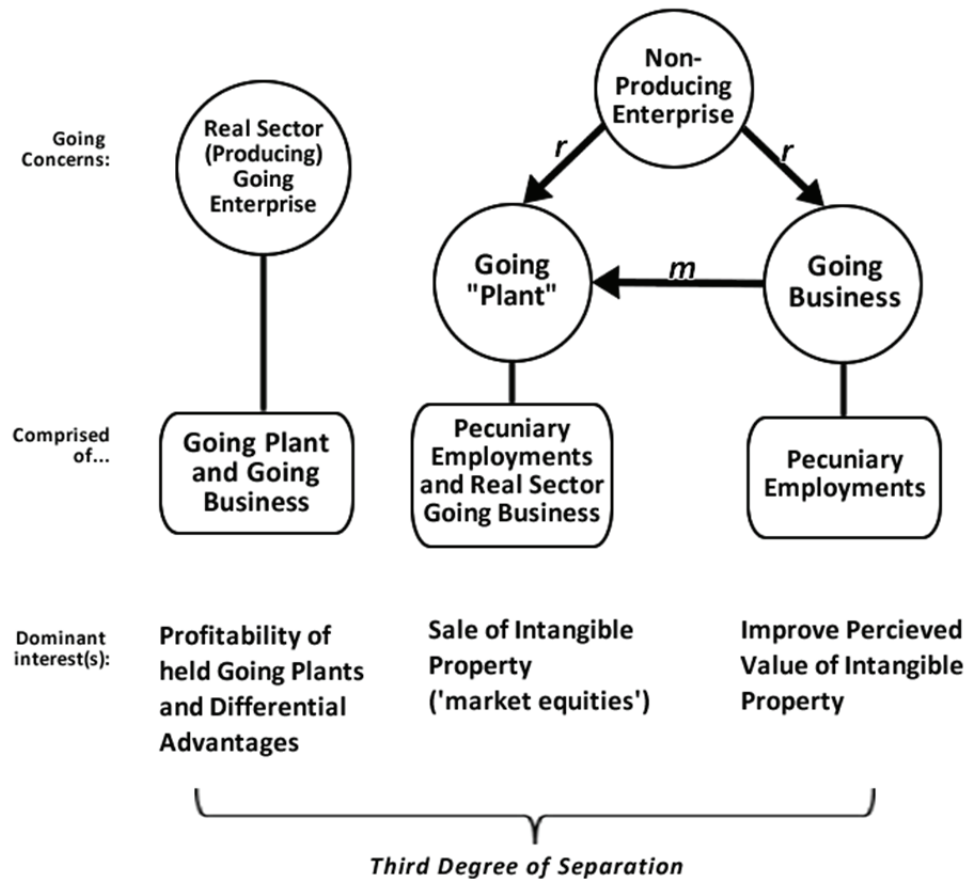 Going
Concerns:
Real Sector
(Producing)
Going
Enterprise
Non-
Producing
Enterprise
r
r
Going
"Plant"
m
Going
Business
Comprised
of...
Going Plant
and Going
Business
Pecuniary
Employments
and Real Sector
Going Business
Pecuniary
Employments
Dominant
interest(s):
Profitability of
held Going Plants
and Differential
Advantages
Sale of Intangible
Property
('market equities')
Improve Percieved
Value of Intangible
Property
Third Degree of Separation